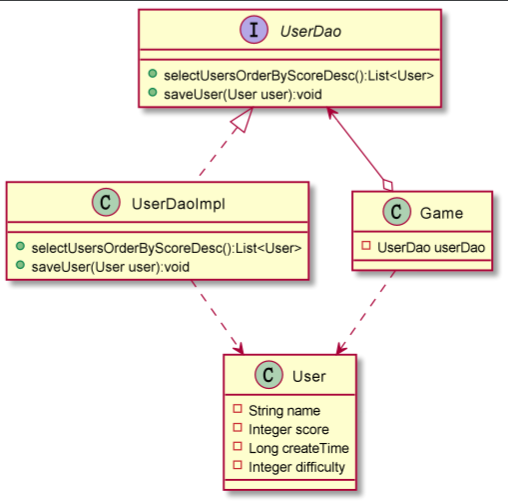 I UserDao
selectUsersOrderByScoreDesc():List<User>
saveUser(User user):void
C UserDaoImpl
selectUsersOrderByScoreDesc():List<User>
saveUser(User user):void
C Game
UserDao userDao
C User
String name
Integer score
Long createTime
Integer difficulty